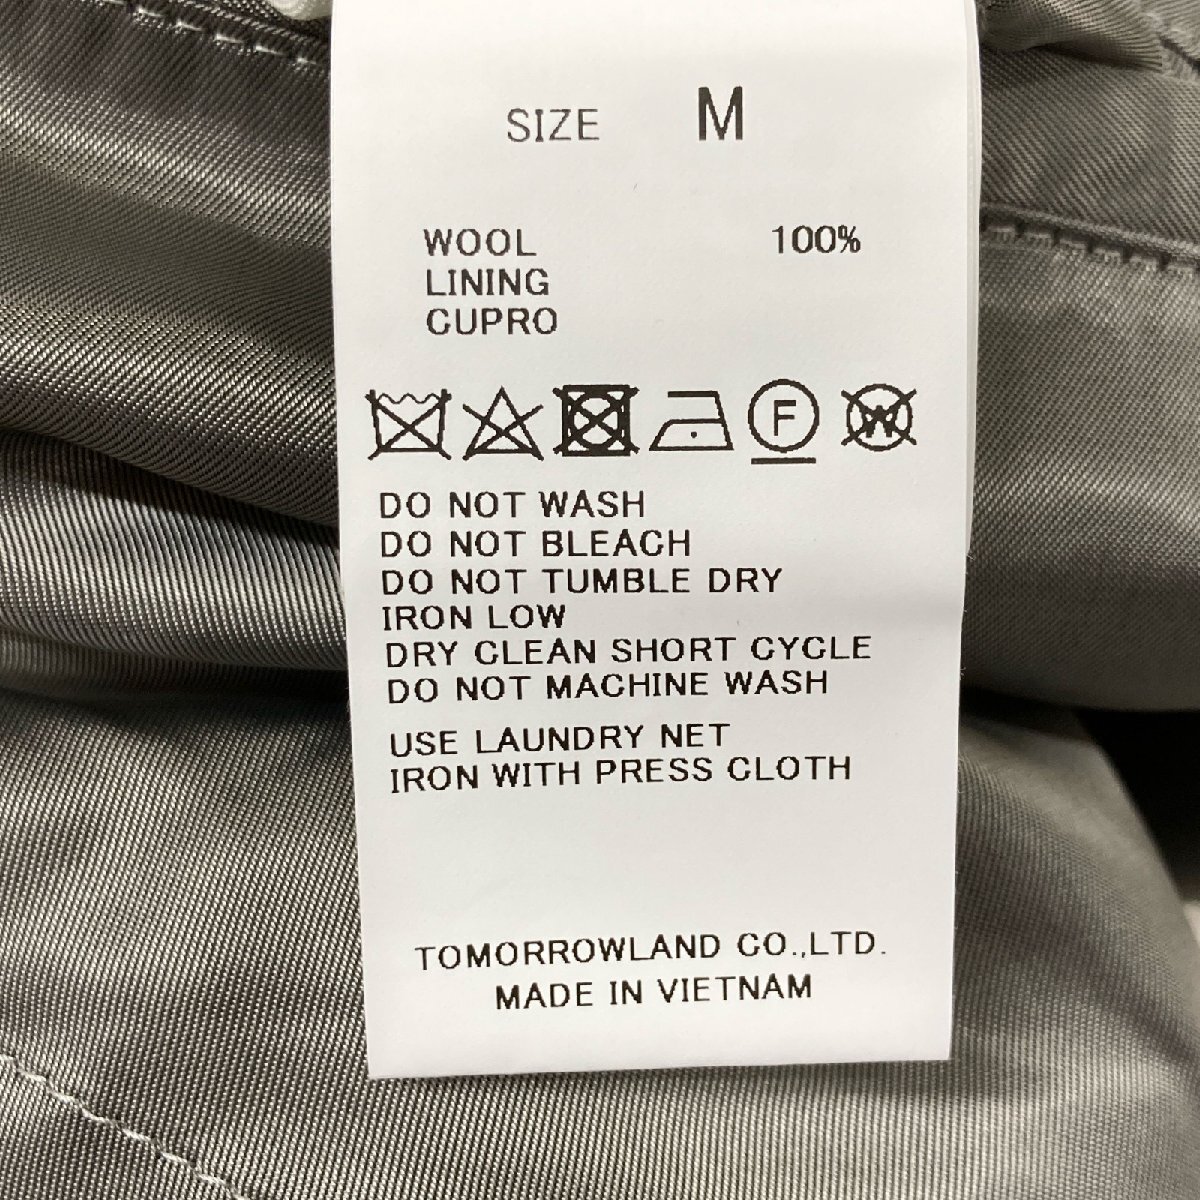 SIZE M
WOOL 100%
LINING
CUPRO
F W
DO NOT WASH
DO NOT BLEACH
DO NOT TUMBLE DRY
IRON LOW
DRY CLEAN SHORT CYCLE
DO NOT MACHINE WASH
USE LAUNDRY NET
IRON WITH PRESS CLOTH
TOMORROWLAND CO.,LTD.
MADE IN VIETNAM